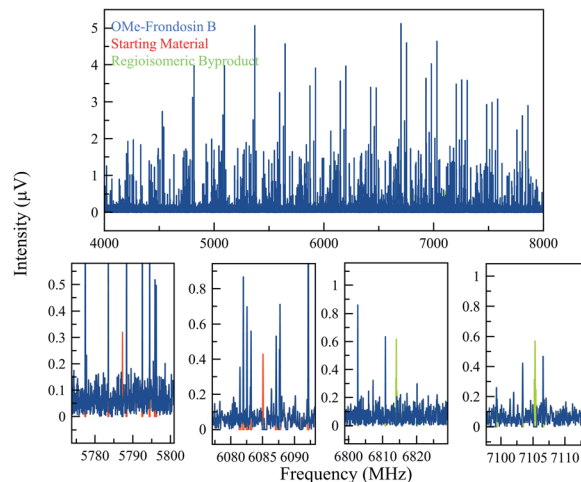 OMe-Frondosin B
Starting Material
Regioisomeric Byproduct
5
4
3
2
1
0
4000 5000 6000 7000 8000
Intensity (µV)
0.5
0.4
0.3
0.2
0.1
0
5780 5790 5800
0.8
0.6
0.4
0.2
0
6080 6085 6090
1
0.8
0.6
0.4
0.2
0
6800 6810 6820
1
0.8
0.6
0.4
0.2
0
7100 7105 7110
Frequency (MHz)